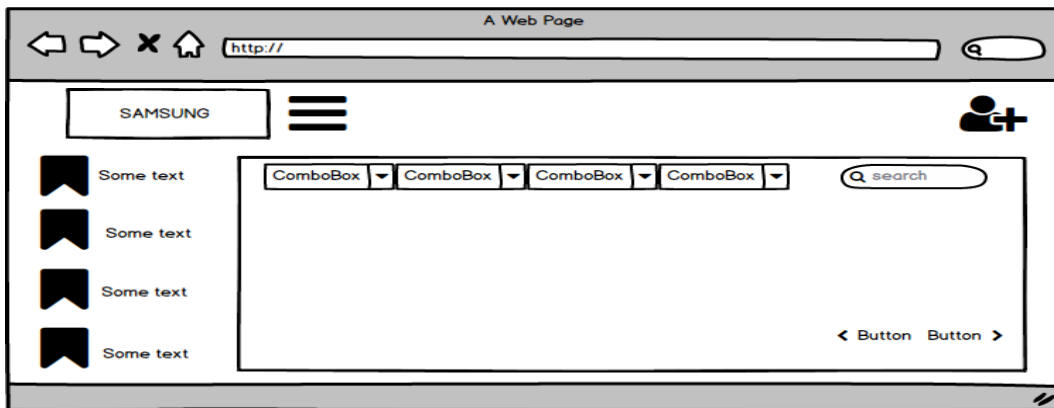 A Web Page
http://
SAMSUNG
Some text
ComboBox ComboBox ComboBox ComboBox
search
Some text
Some text
Button Button
Some text